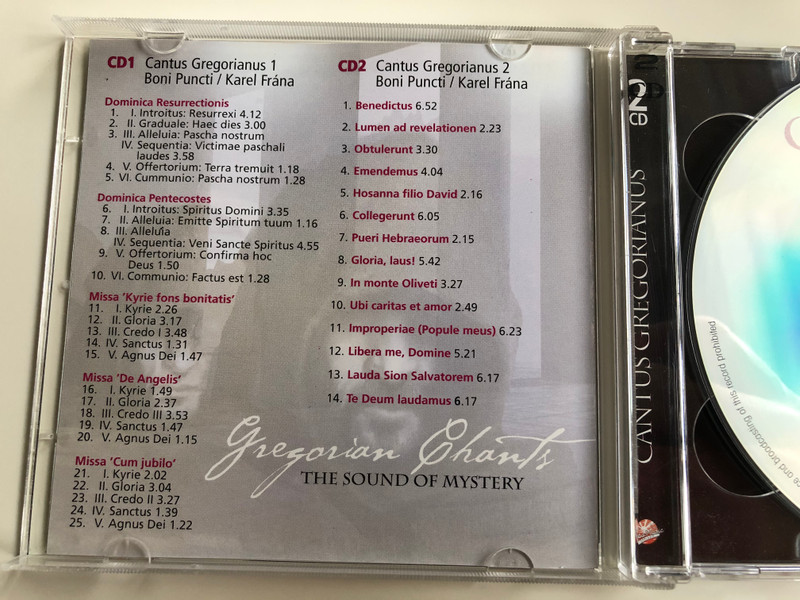 CD1 Cantus Gregorianus 1
Boni Puncti / Karel Frána
Dominica Resurrectionis
1. I. Introitus: Resurrexi 4.12
2. II. Graduale: Haec dies 3.00
3. III. Alleluia: Pascha nostrum
IV. Sequentia: Victimae paschali
laudes 3.58
4. V. Offertorium: Terra tremuit 1.18
5. VI. Cummunio: Pascha nostrum 1.28
Dominica Pentecostes
6. I. Introitus: Spiritus Domini 3.35
7. II. Alleluia: Emitte Spiritum tuum 1.16
8. III. Alleluia
IV. Sequentia: Veni Sancte Spiritus 4.55
9. V. Offertorium: Confirma hoc
Deus 1.50
10. VI. Communio: Factus est 1.28
Missa ‘Kyrie fons bonitatis‘
11. I. Kyrie 2.26
12. II. Gloria 3.17
13. III. Credo I 3.48
14. IV. Sanctus 1.31
15. V. Agnus Dei 1.47
Missa ‘De Angelis‘
16. I. Kyrie 1.49
17. II. Gloria 2.37
18. III. Credo III 3.53
19. IV. Sanctus 1.47
20. V. Agnus Dei 1.15
Missa ‘Cum jubilo‘
21. I. Kyrie 2.02
22. II. Gloria 3.04
23. III. Credo II 3.27
24. IV. Sanctus 1.39
25. V. Agnus Dei 1.22
CD2 Cantus Gregorianus 2
Boni Puncti / Karel Frána
1. Benedictus 6.52
2. Lumen ad revelationen 2.23
3. Obtulerunt 3.30
4. Emendemus 4.04
5. Hosanna filio David 2.16
6. Collegerunt 6.05
7. Pueri Hebraeorum 2.15
8. Gloria, laus! 5.42
9. In monte Oliveti 3.27
10. Ubi caritas et amor 2.49
11. Improperiae (Popule meus) 6.23
12. Libera me, Domine 5.21
13. Lauda Sion Salvatorem 6.17
14. Te Deum laudamus 6.17
Gregorian Chants
THE SOUND OF MYSTERY
2
CD
CANTUS GREGORIANUS
and broadcasting of this record prohibited